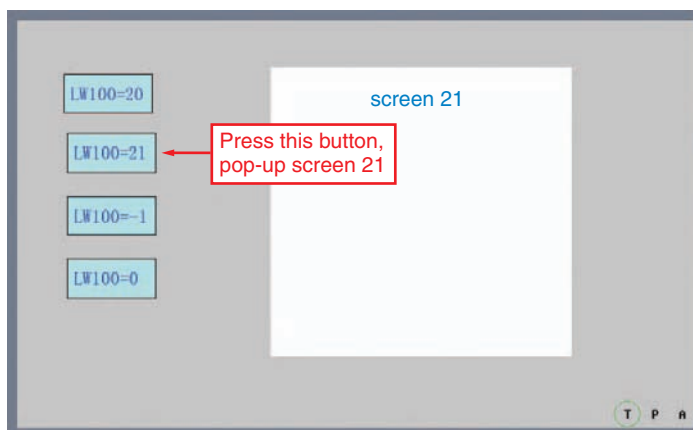 LW100=20
screen 21
LW100=21
Press this button,
pop-up screen 21
LW100=-1
LW100=0
T P A